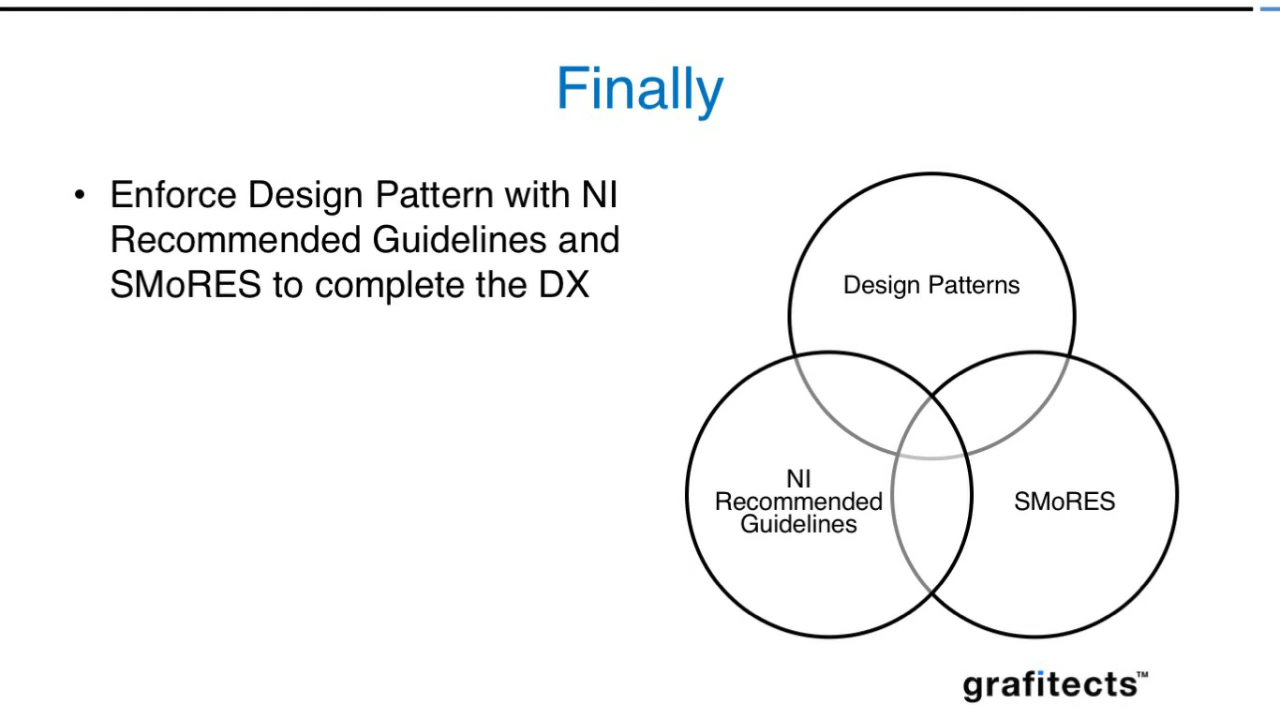 Finally
• Enforce Design Pattern with NI
Recommended Guidelines and
SMoRES to complete the DX
Design Patterns
NI
Recommended
Guidelines
SMoRES
grafitects™